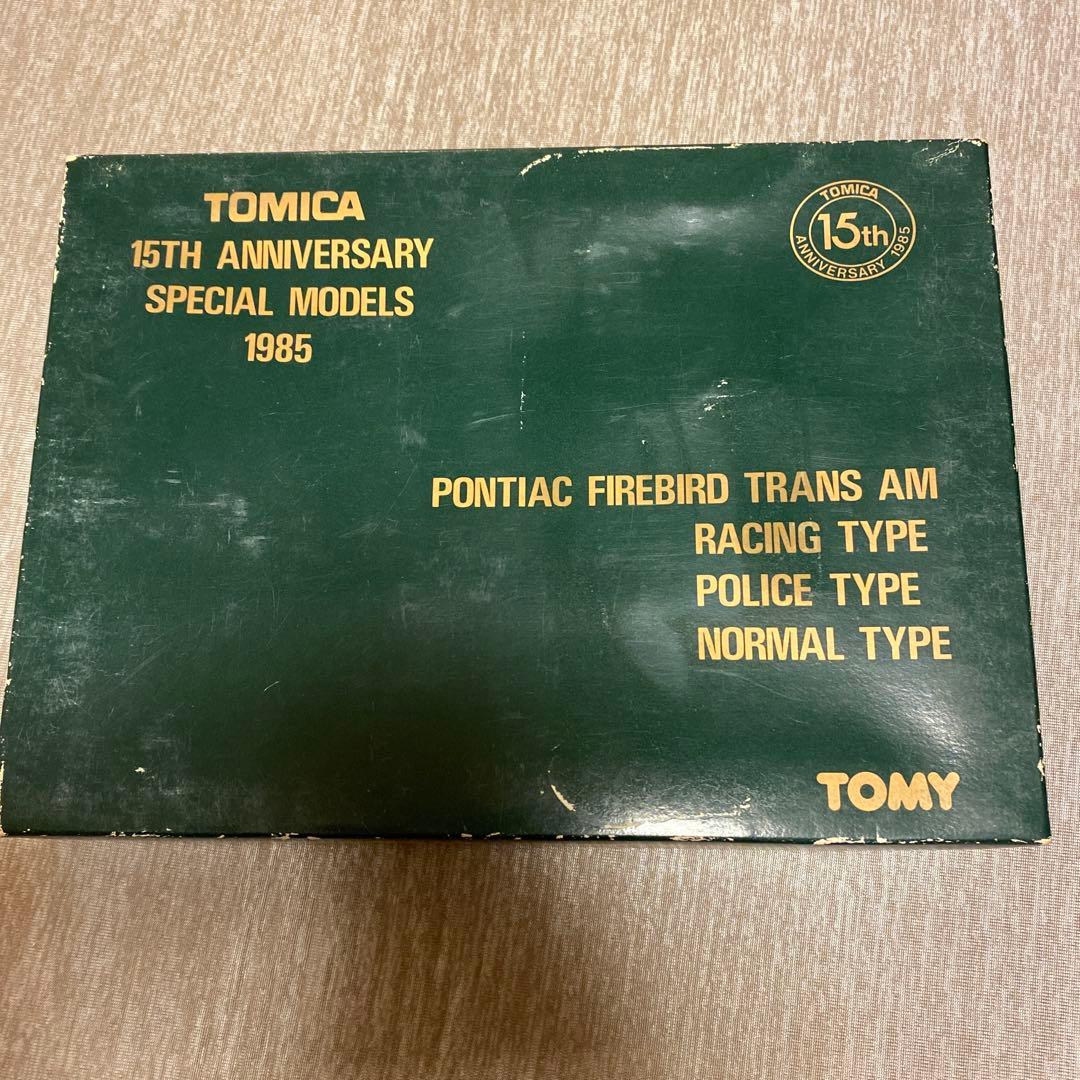 TOMICA
15TH ANNIVERSARY
SPECIAL MODELS
1985
TOMICA
15th
ANNIVERSARY 1985
PONTIAC FIREBIRD TRANS AM
RACING TYPE
POLICE TYPE
NORMAL TYPE
TOMY